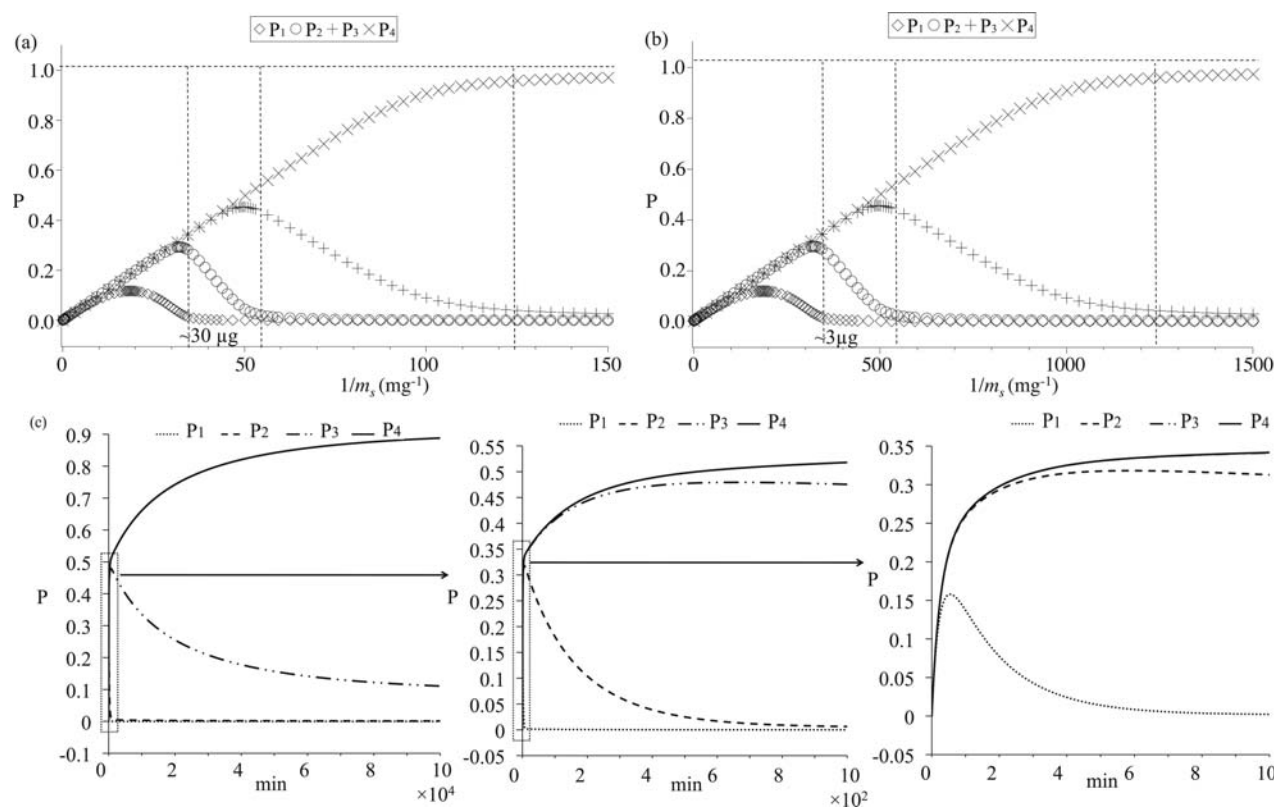 ◇ P₁ ○ P₂ + P₃ × P₄
(a)
1.0
0.8
0.6
P
0.4
0.2
0.0
~30 µg
0 50 100 150
1/mₛ (mg⁻¹)
◇ P₁ ○ P₂ + P₃ × P₄
(b)
1.0
0.8
0.6
P
0.4
0.2
0.0
~3µg
0 500 1000 1500
1/mₛ (mg⁻¹)
(c)
P₁ P₂ P₃ P₄
0.9
0.8
0.7
0.6
0.5
0.4
P
0.3
0.2
0.1
0
-0.1
0 2 4 6 8 10
min
×10⁴
P₁ P₂ P₃ P₄
0.55
0.5
0.45
0.4
0.35
0.3
P
0.25
0.2
0.15
0.1
0.05
0
-0.05
0 2 4 6 8 10
min
×10²
P₁ P₂ P₃ P₄
0.35
0.3
P
0.25
0.2
0.15
0.1
0.05
0
-0.05
0 2 4 6 8 10
min